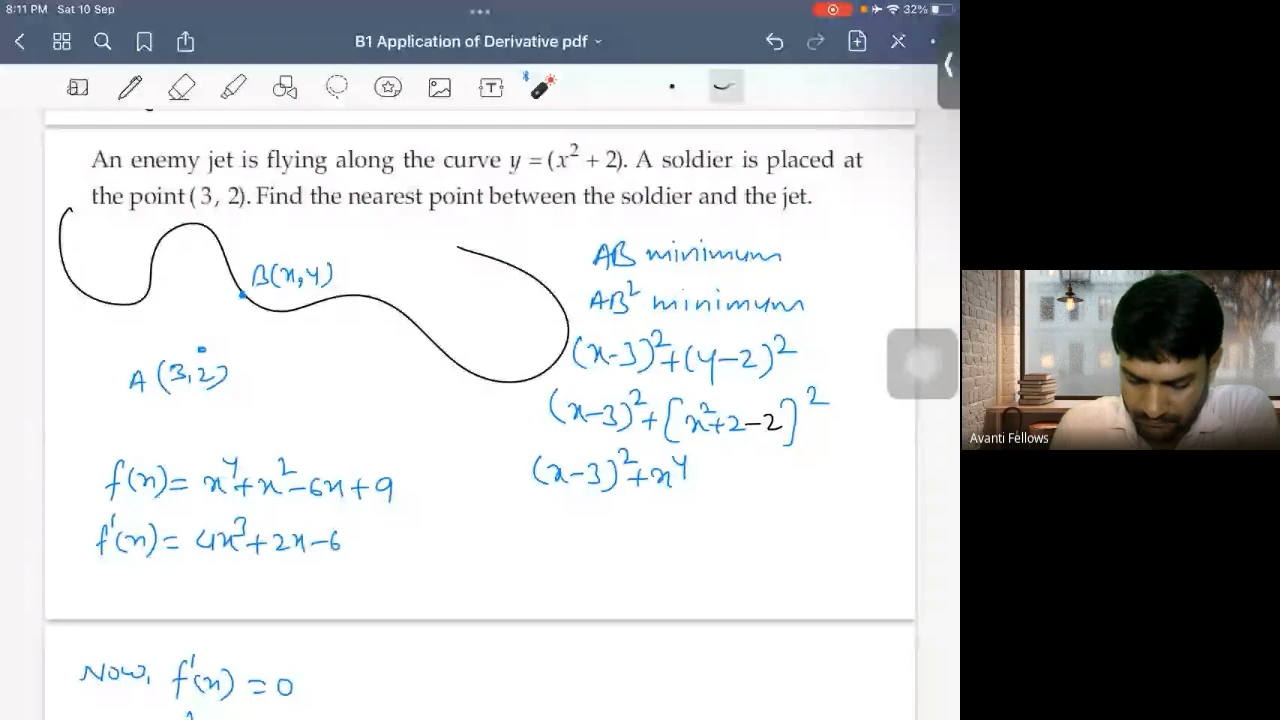 8:11 PM Sat 10 Sep
32%
B1 Application of Derivative pdf
T
An enemy jet is flying along the curve y = (x² + 2). A soldier is placed at
the point (3, 2). Find the nearest point between the soldier and the jet.
AB minimum
B(x,y)
AB² minimum
(x-3)²+(y-2)²
A (3,2)
(x-3)²+[x²+2-2]²
(x-3)²+x⁴
f(x)= x⁴+x²-6x+9
f'(x)= 4x³+2x-6
Now, f'(x) = 0
Avanti Fellows